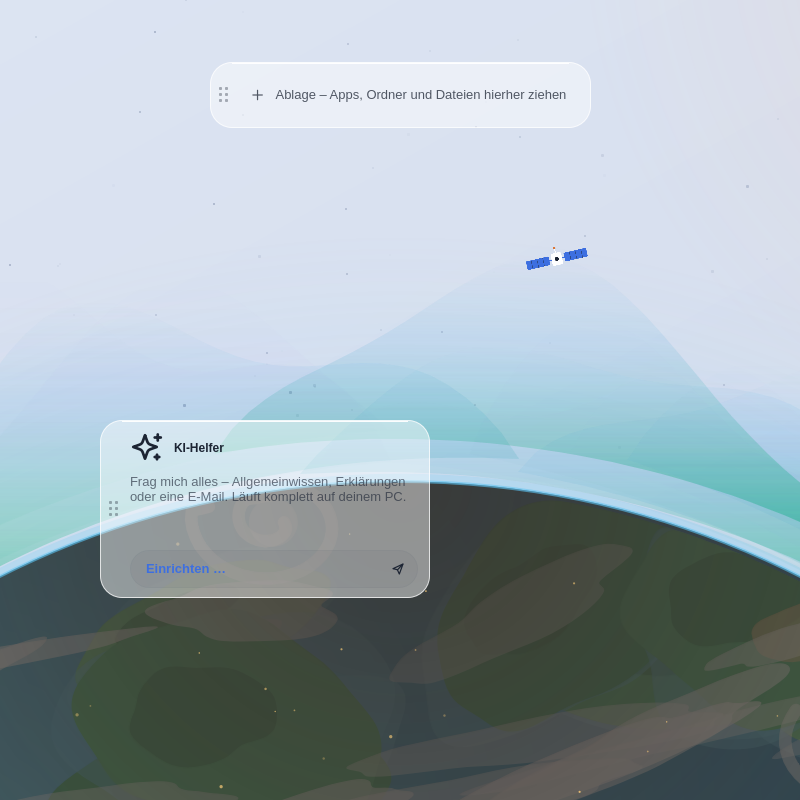 Ablage – Apps, Ordner und Dateien hierher ziehen
KI-Helfer
Frag mich alles – Allgemeinwissen, Erklärungen
oder eine E-Mail. Läuft komplett auf deinem PC.
Einrichten …